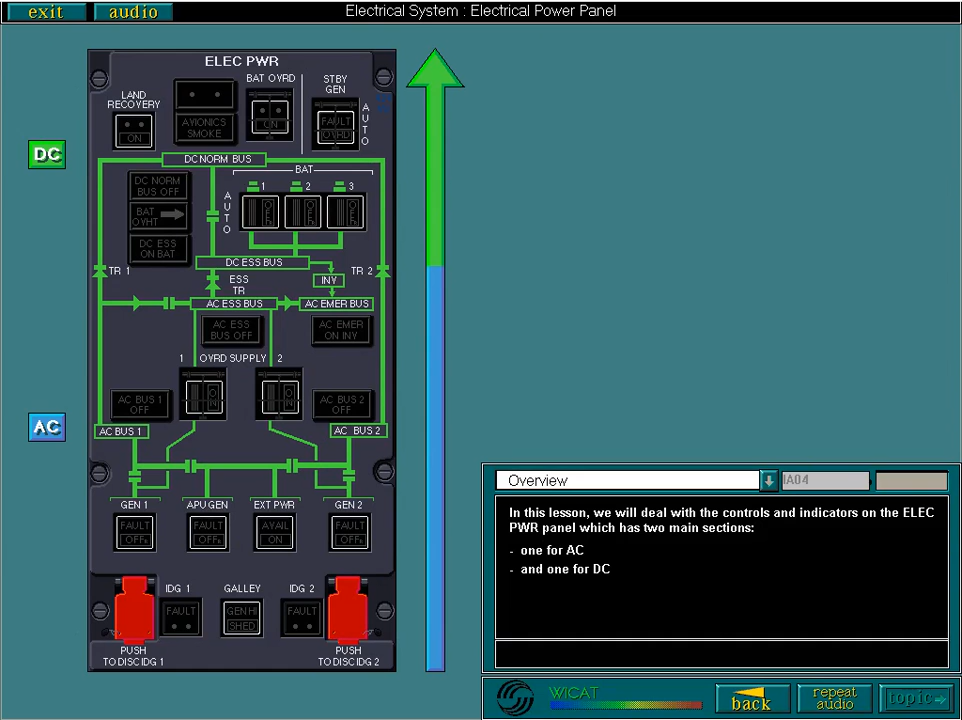 exit
audio
Electrical System : Electrical Power Panel
ELEC PWR
BAT OVRD
STBY
GEN
LAND
RECOVERY
ON
AVIONICS
SMOKE
ON
FAULT
OVRD
AUTO
DC
DC NORM BUS
BAT
DC NORM
BUS OFF
BAT
OVHT
DC ESS
ON BAT
AUTO
1
2
3
OFF
OFF
OFF
DC ESS BUS
TR 1
TR 2
ESS
TR
INV
AC ESS BUS
AC EMER BUS
AC ESS
BUS OFF
AC EMER
ON INV
1 OVRD SUPPLY 2
ON
ON
AC BUS 1
OFF
AC BUS 2
OFF
AC
AC BUS 1
AC BUS 2
GEN 1
APU GEN
EXT PWR
GEN 2
FAULT
OFF R
FAULT
OFF R
AVAIL
ON
FAULT
OFF R
IDG 1
GALLEY
IDG 2
FAULT
GEN HI
SHED
FAULT
PUSH
TO DISC IDG 1
PUSH
TO DISC IDG 2
Overview
IA04
In this lesson, we will deal with the controls and indicators on the ELEC
PWR panel which has two main sections:
- one for AC
- and one for DC
WICAT
back
repeat
audio
topic